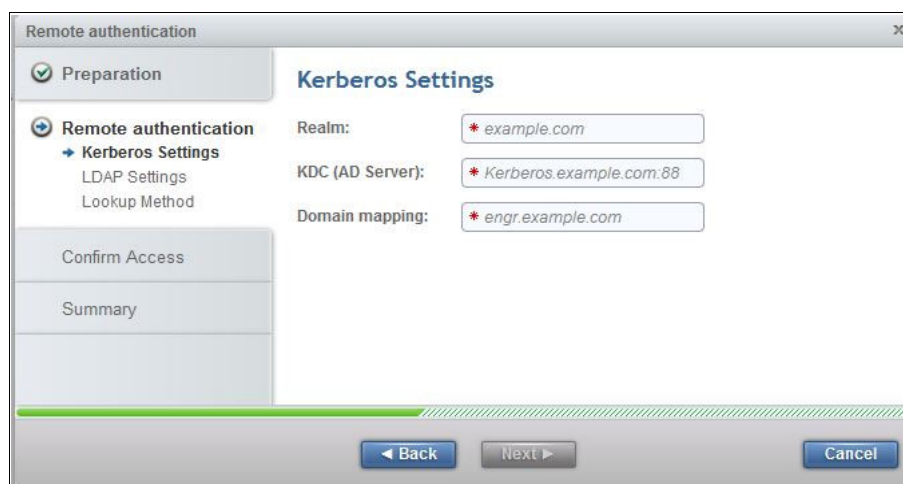 Remote authentication
Preparation
Remote authentication
Kerberos Settings
LDAP Settings
Lookup Method
Confirm Access
Summary
Kerberos Settings
Realm:
* example.com
KDC (AD Server):
* Kerberos.example.com:88
Domain mapping:
* engr.example.com
Back
Next
Cancel